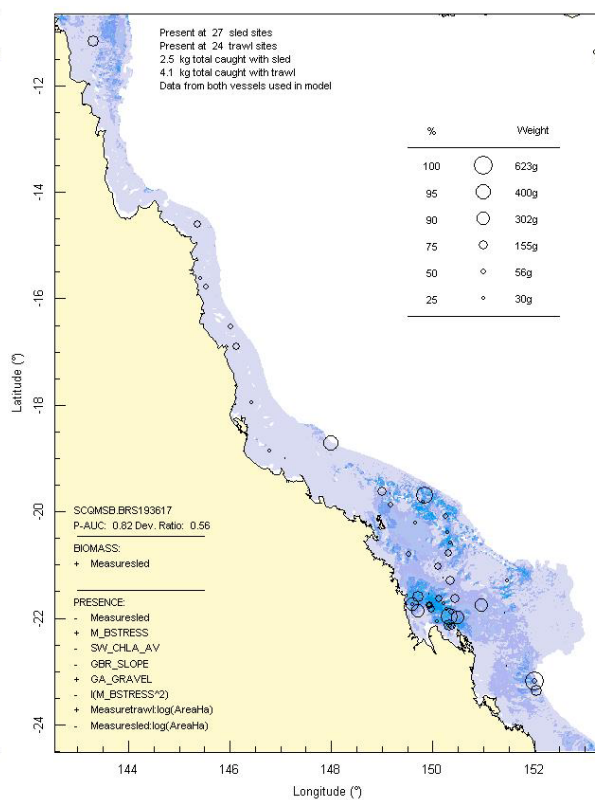 Present at 27 sled sites
Present at 24 trawl sites
2.5 kg total caught with sled
4.1 kg total caught with trawl
Data from both vessels used in model
% Weight
100 623g
95 400g
90 302g
75 155g
50 56g
25 30g
-12
-14
-16
-18
-20
-22
-24
Latitude (°)
SCQMSB.BRS193617
P-AUC: 0.82 Dev. Ratio: 0.56
BIOMASS:
+ Measuresled
PRESENCE:
- Measuresled
+ M_BSTRESS
- SW_CHLA_AV
- GBR_SLOPE
+ GA_GRAVEL
- I(M_BSTRESS^2)
+ Measuretrawl:log(AreaHa)
- Measuresled:log(AreaHa)
144 146 148 150 152
Longitude (°)